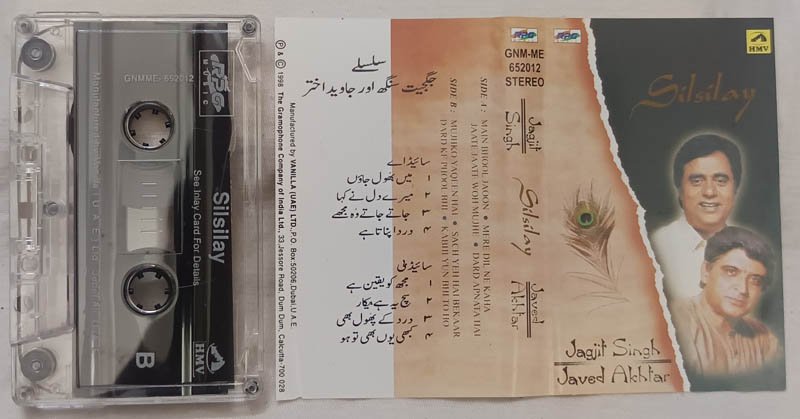 RPG
MUSIC
GNMME- 652012
Silsilay
See Inlay Card For Details
B
HMV
℗ & © 1998 The Gramophone Company of India Ltd., 33, Jessore Road, Dum Dum, Calcutta-700 028
Manufactured by VANILLA (UAE) LTD., P.O. Box:50206, Dubai U.A.E.
سلسلے
جگجیت سنگھ اور جاوید اختر
سائیڈ اے
۱ میں بھول جاؤں
۲ میرے دل نے کہا
۳ جاتے جاتے وہ مجھے
۴ درد اپناتا ہے
سائیڈ بی
۱ مجھ کو یقین ہے
۲ سچ یہ ہے بیکار
۳ درد کے پھول بھی
۴ کبھی یوں بھی تو ہو
RPG
RPG
GNM-ME
652012
STEREO
SIDE A : MAIN BHOOL JAOON • MERE DIL NE KAHA
JAATE JAATE WOH MUJHE • DARD APNATA HAI
SIDE B : MUJHKO YAQEEN HAI • SACH YEH HAI BEKAAR
DARD KE PHOOL BHI • KABHI YUN BHI TO HO
Jagjit
Singh
Silsilay
Javed
Akhtar
HMV
Silsilay
Jagjit Singh
Javed Akhtar